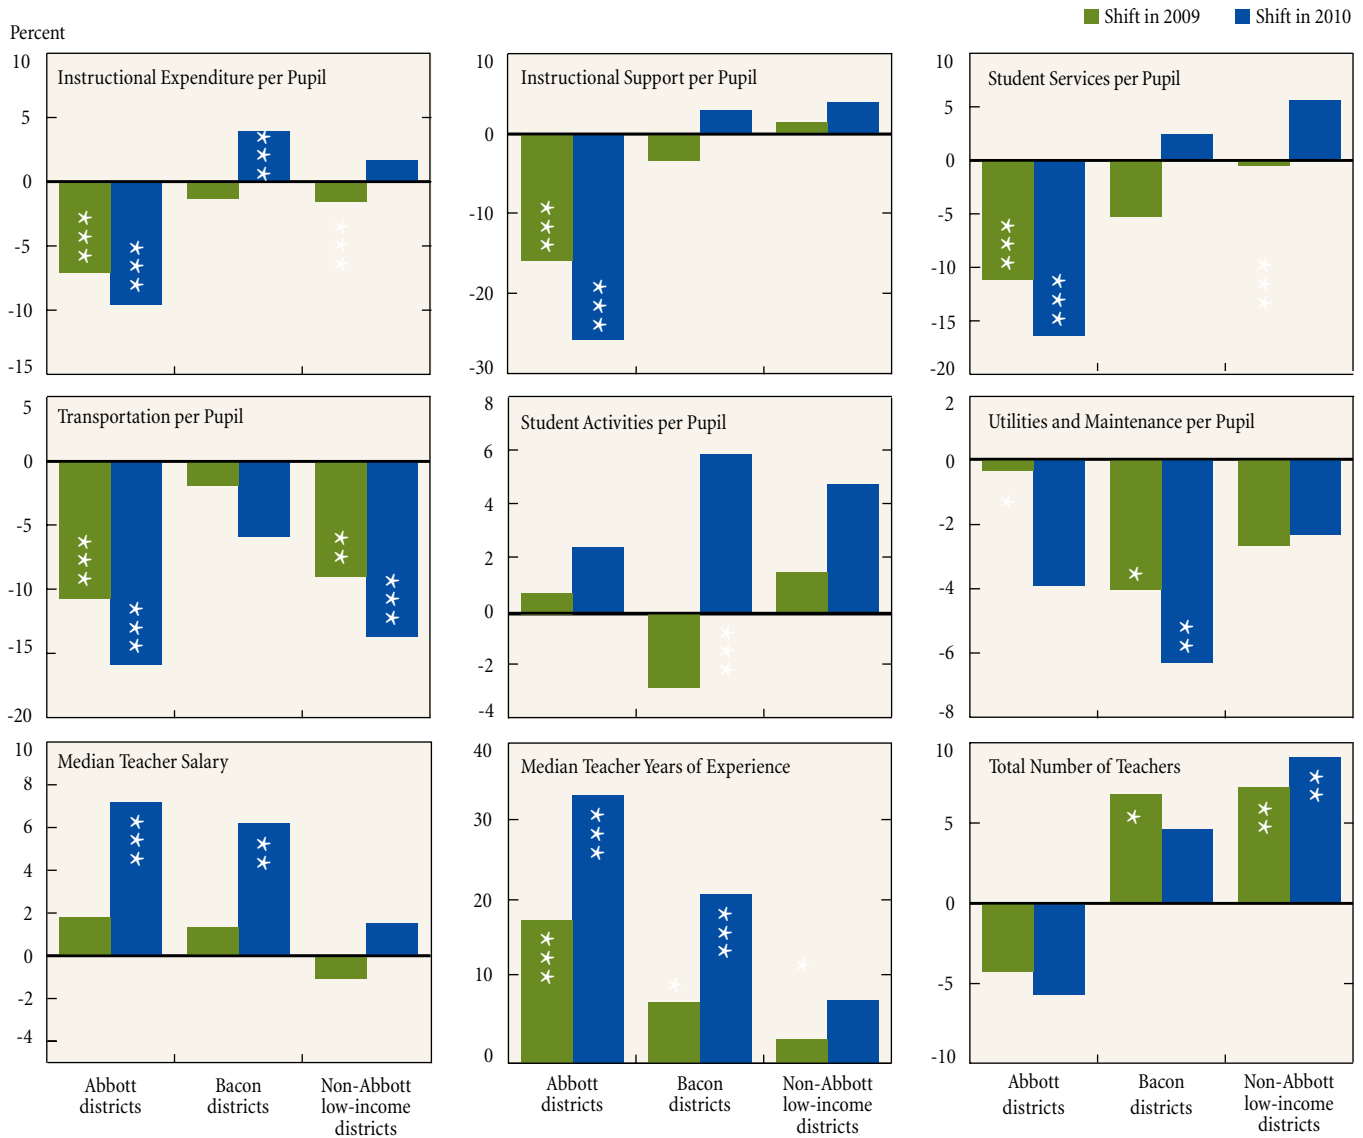 Shift in 2009 Shift in 2010
Percent
Instructional Expenditure per Pupil
10
5
0
-5
-10
-15
Instructional Support per Pupil
10
0
-10
-20
-30
Student Services per Pupil
10
5
0
-5
-10
-15
-20
Transportation per Pupil
5
0
-5
-10
-15
-20
Student Activities per Pupil
8
6
4
2
0
-2
-4
Utilities and Maintenance per Pupil
2
0
-2
-4
-6
-8
Median Teacher Salary
10
8
6
4
2
0
-2
-4
Median Teacher Years of Experience
40
30
20
10
0
Total Number of Teachers
10
5
0
-5
-10
Abbott
districts
Bacon
districts
Non-Abbott
low-income
districts
Abbott
districts
Bacon
districts
Non-Abbott
low-income
districts
Abbott
districts
Bacon
districts
Non-Abbott
low-income
districts